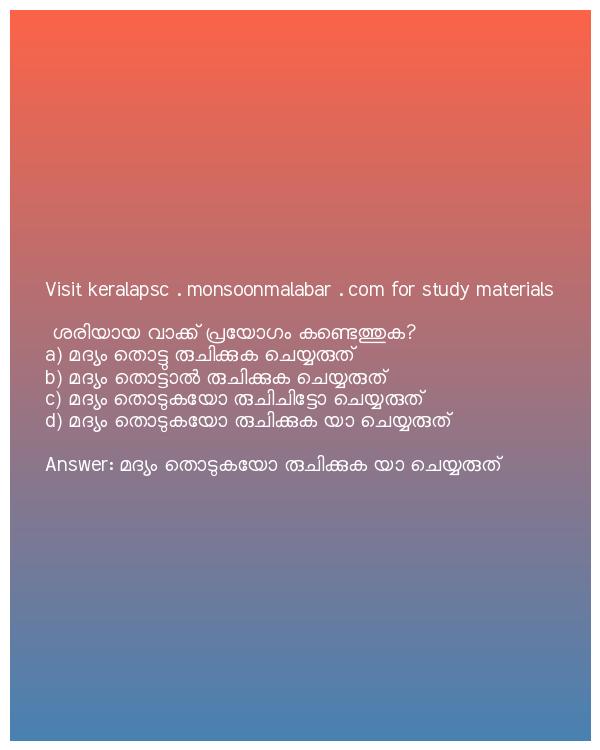 Visit keralapsc . monsoonmalabar . com for study materials
ശരിയായ വാക്ക് പ്രയോഗം കണ്ടെത്തുക?
a) മദ്യം തൊട്ടു രുചിക്കുക ചെയ്യരുത്
b) മദ്യം തൊട്ടാൽ രുചിക്കുക ചെയ്യരുത്
c) മദ്യം തൊടുകയോ രുചിചിട്ടോ ചെയ്യരുത്
d) മദ്യം തൊടുകയോ രുചിക്കുക യാ ചെയ്യരുത്
Answer: മദ്യം തൊടുകയോ രുചിക്കുക യാ ചെയ്യരുത്